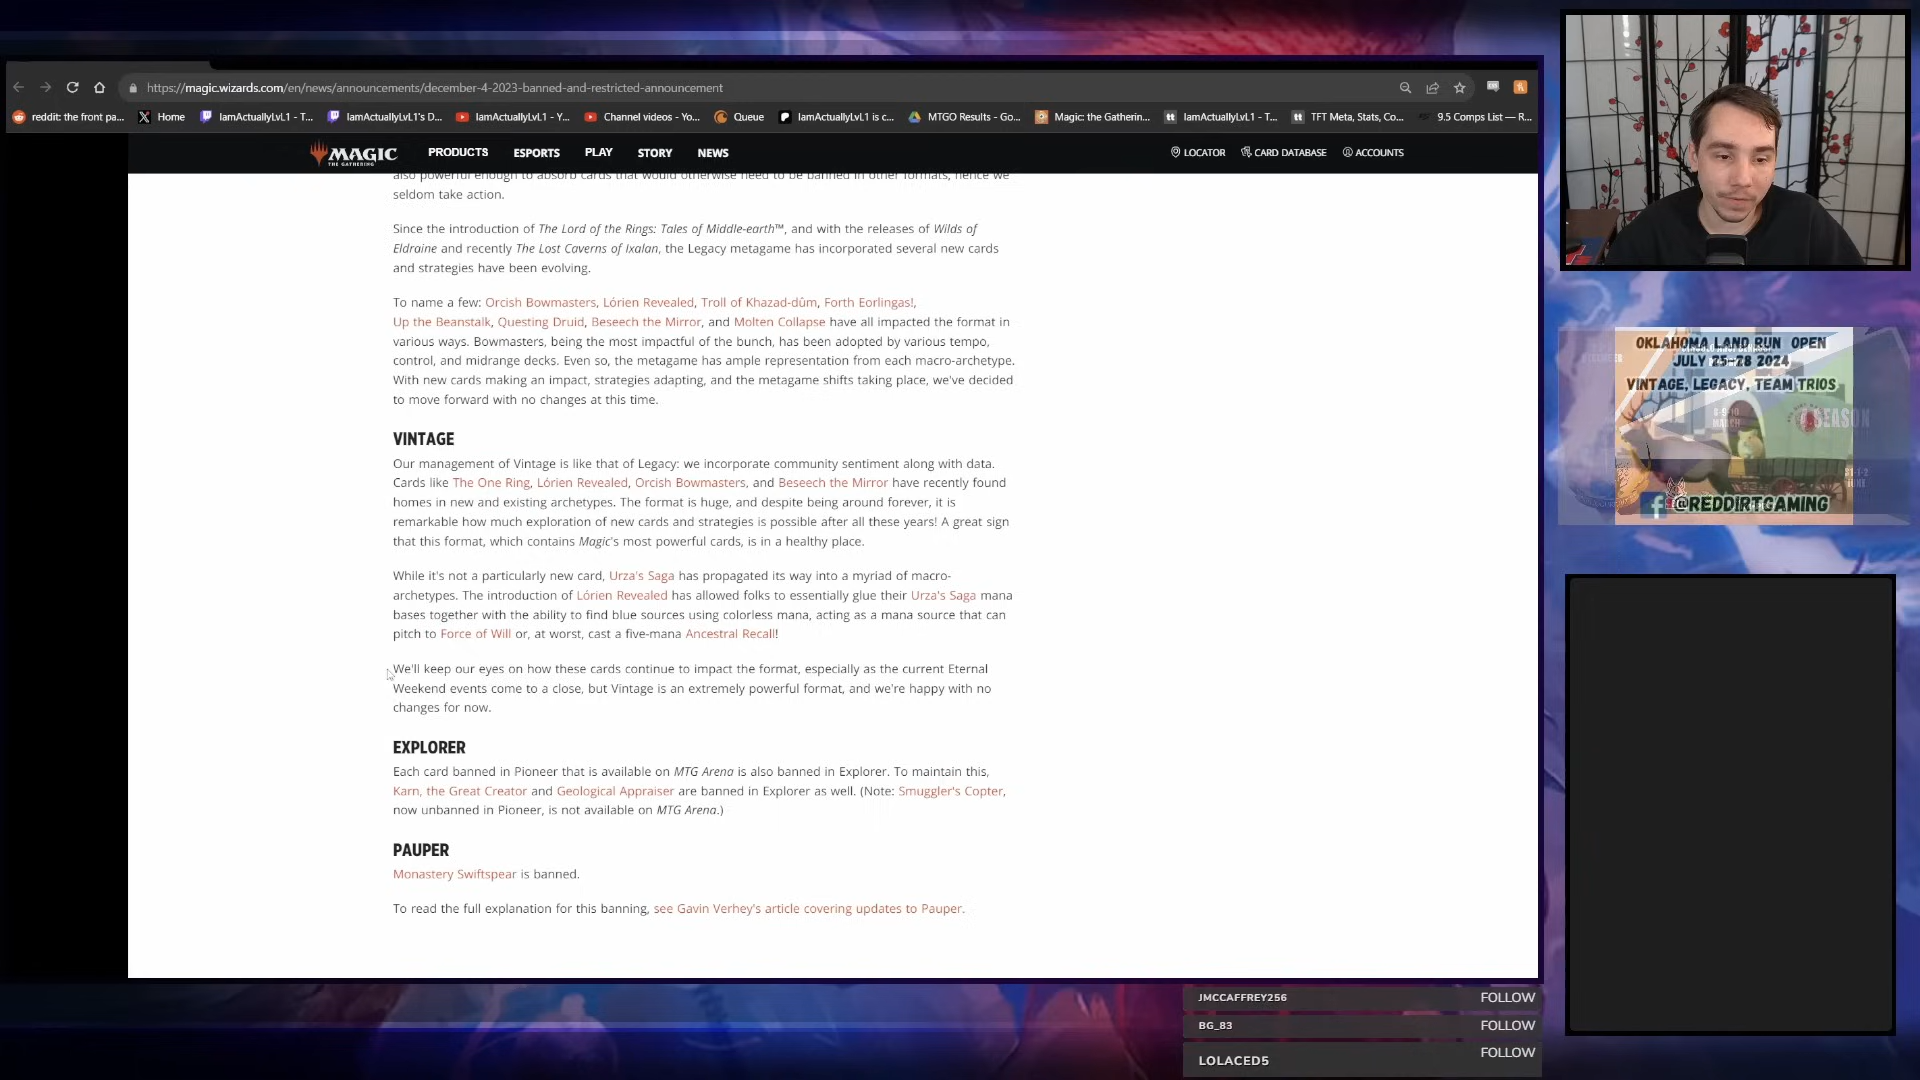 https://magic.wizards.com/en/news/announcements/december-4-2023-banned-and-restricted-announcement
reddit: the front pa... Home IamActuallyLvL1 - T... IamActuallyLvL1's D... IamActuallyLvL1 - Y... Channel videos - Yo... Queue IamActuallyLvL1 is c... MTGO Results - Go... Magic: the Gatherin... IamActuallyLvL1 - T... TFT Meta, Stats, Co... 9.5 Comps List — R...
MAGIC THE GATHERING PRODUCTS ESPORTS PLAY STORY NEWS LOCATOR CARD DATABASE ACCOUNTS
also powerful enough to absorb cards that would otherwise need to be banned in other formats, hence we
seldom take action.
Since the introduction of The Lord of the Rings: Tales of Middle-earth™, and with the releases of Wilds of
Eldraine and recently The Lost Caverns of Ixalan, the Legacy metagame has incorporated several new cards
and strategies have been evolving.
To name a few: Orcish Bowmasters, Lórien Revealed, Troll of Khazad-dûm, Forth Eorlingas!,
Up the Beanstalk, Questing Druid, Beseech the Mirror, and Molten Collapse have all impacted the format in
various ways. Bowmasters, being the most impactful of the bunch, has been adopted by various tempo,
control, and midrange decks. Even so, the metagame has ample representation from each macro-archetype.
With new cards making an impact, strategies adapting, and the metagame shifts taking place, we've decided
to move forward with no changes at this time.
VINTAGE
Our management of Vintage is like that of Legacy: we incorporate community sentiment along with data.
Cards like The One Ring, Lórien Revealed, Orcish Bowmasters, and Beseech the Mirror have recently found
homes in new and existing archetypes. The format is huge, and despite being around forever, it is
remarkable how much exploration of new cards and strategies is possible after all these years! A great sign
that this format, which contains Magic's most powerful cards, is in a healthy place.
While it's not a particularly new card, Urza's Saga has propagated its way into a myriad of macro-
archetypes. The introduction of Lórien Revealed has allowed folks to essentially glue their Urza's Saga mana
bases together with the ability to find blue sources using colorless mana, acting as a mana source that can
pitch to Force of Will or, at worst, cast a five-mana Ancestral Recall!
We'll keep our eyes on how these cards continue to impact the format, especially as the current Eternal
Weekend events come to a close, but Vintage is an extremely powerful format, and we're happy with no
changes for now.
EXPLORER
Each card banned in Pioneer that is available on MTG Arena is also banned in Explorer. To maintain this,
Karn, the Great Creator and Geological Appraiser are banned in Explorer as well. (Note: Smuggler's Copter,
now unbanned in Pioneer, is not available on MTG Arena.)
PAUPER
Monastery Swiftspear is banned.
To read the full explanation for this banning, see Gavin Verhey's article covering updates to Pauper.
OKLAHOMA LAND RUN OPEN
JULY 25-28 2024
VINTAGE, LEGACY, TEAM TRIOS
SEASON
MARCH
JUNE
@REDDIRTGAMING
JMCCAFFREY256 FOLLOW
BG_83 FOLLOW
LOLACED5 FOLLOW